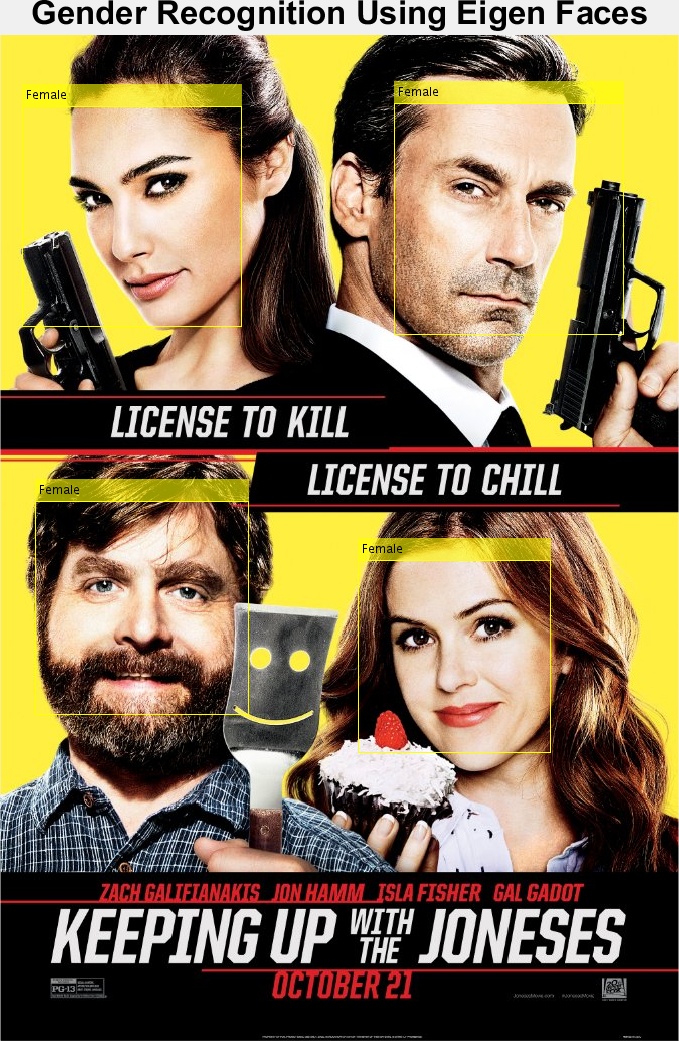 Gender Recognition Using Eigen Faces
Female
Female
LICENSE TO KILL
LICENSE TO CHILL
Female
Female
ZACH GALIFIANAKIS JON HAMM ISLA FISHER GAL GADOT
KEEPING UP WITH THE JONESES
OCTOBER 21
PG-13